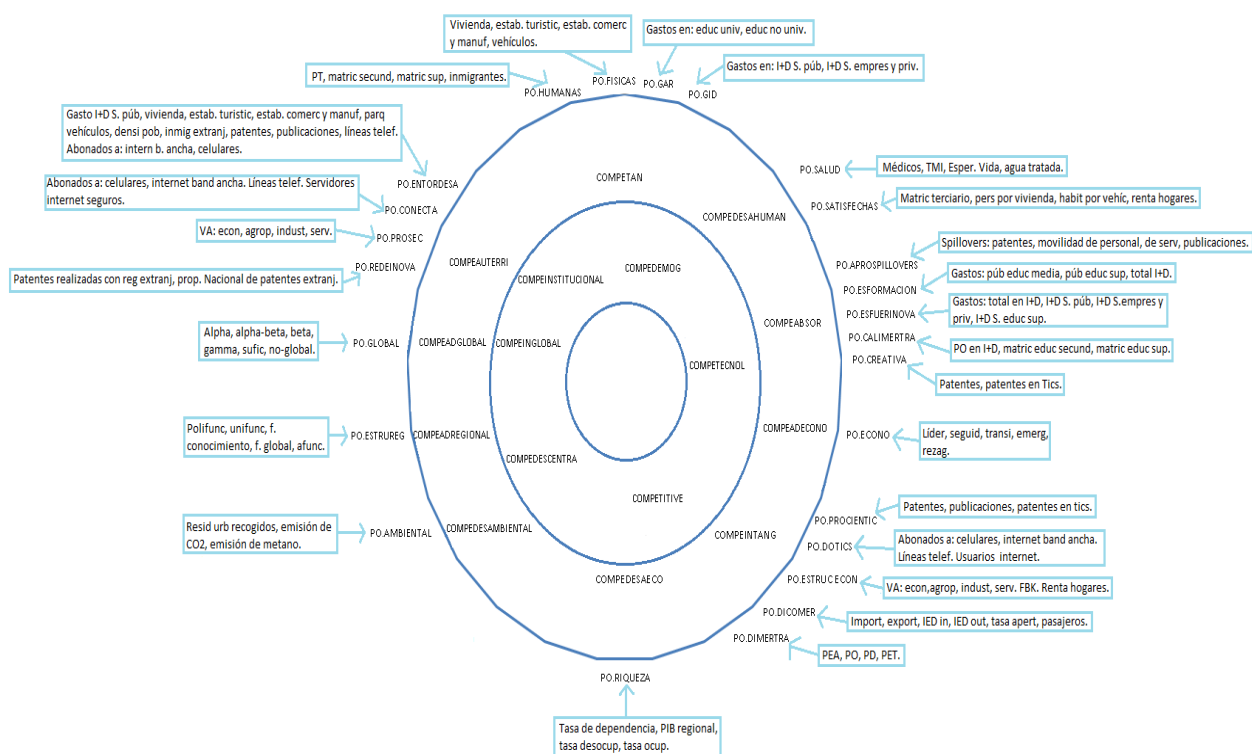 Vivienda, estab. turistic, estab. comerc
y manuf, vehículos.
Gastos en: educ univ, educ no univ.
Gastos en: I+D S. púb, I+D S. empres y priv.
PT, matric secund, matric sup, inmigrantes.
PO.HUMANAS
PO.FISICAS
PO.GAR
PO.GID
Gasto I+D S. púb, vivienda, estab. turistic, estab. comerc y manuf, parq
vehículos, densi pob, inmig extranj, patentes, publicaciones, líneas telef.
Abonados a: intern b. ancha, celulares.
PO.ENTORDESA
Abonados a: celulares, internet band ancha. Líneas telef. Servidores
internet seguros.
PO.CONECTA
VA: econ, agrop, indust, serv.
PO.PROSEC
Patentes realizadas con reg extranj, prop. Nacional de patentes extranj.
PO.REDEINOVA
Alpha, alpha-beta, beta,
gamma, sufic, no-global.
PO.GLOBAL
Polifunc, unifunc, f.
conocimiento, f. global, afunc.
PO.ESTRUREG
Resid urb recogidos, emisión de
CO2, emisión de metano.
PO.AMBIENTAL
COMPETAN
COMPEDESAHUMAN
COMPEAUTERRI
COMPEINSTITUCIONAL
COMPEDEMOG
COMPEABSOR
COMPEADGLOBAL
COMPEINGLOBAL
COMPETECNOL
COMPEADREGIONAL
COMPEDESCENTRA
COMPEADECONO
COMPETITIVE
COMPEDESAMBIENTAL
COMPEINTANG
COMPEDESAECO
PO.SALUD
Médicos, TMI, Esper. Vida, agua tratada.
PO.SATISFECHAS
Matric terciario, pers por vivienda, habit por vehíc, renta hogares.
Spillovers: patentes, movilidad de personal, de serv, publicaciones.
PO.APROSPILLOVERS
Gastos: púb educ media, púb educ sup, total I+D.
PO.ESFORMACION
Gastos: total en I+D, I+D S. púb, I+D S.empres y
priv, I+D S. educ sup.
PO.ESFUERINOVA
PO.CALIMERTRA
PO en I+D, matric educ secund, matric educ sup.
PO.CREATIVA
Patentes, patentes en Tics.
PO.ECONO
Líder, seguid, transi, emerg,
rezag.
Patentes, publicaciones, patentes en tics.
PO.PROCIENTIC
Abonados a: celulares, internet band ancha.
Líneas telef. Usuarios internet.
PO.DOTICS
PO.ESTRUCECON
VA: econ,agrop, indust, serv. FBK. Renta hogares.
PO.DICOMER
Import, export, IED in, IED out, tasa apert, pasajeros.
PO.DIMERTRA
PEA, PO, PD, PET.
PO.RIQUEZA
Tasa de dependencia, PIB regional,
tasa desocup, tasa ocup.